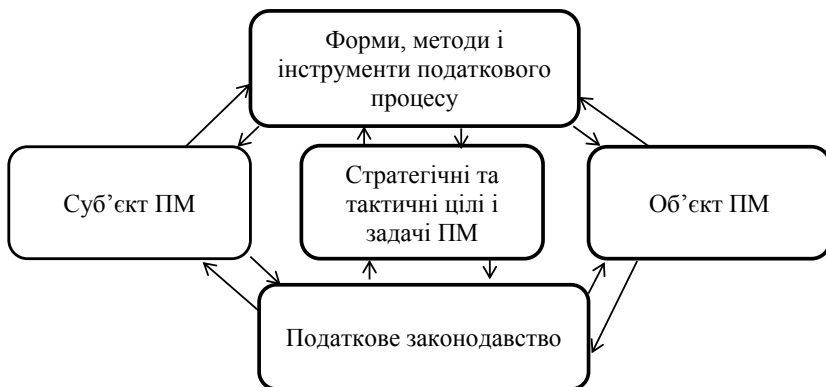 Форми, методи і
інструменти податкового
процесу
Суб’єкт ПМ
Стратегічні та
тактичні цілі і
задачі ПМ
Об’єкт ПМ
Податкове законодавство